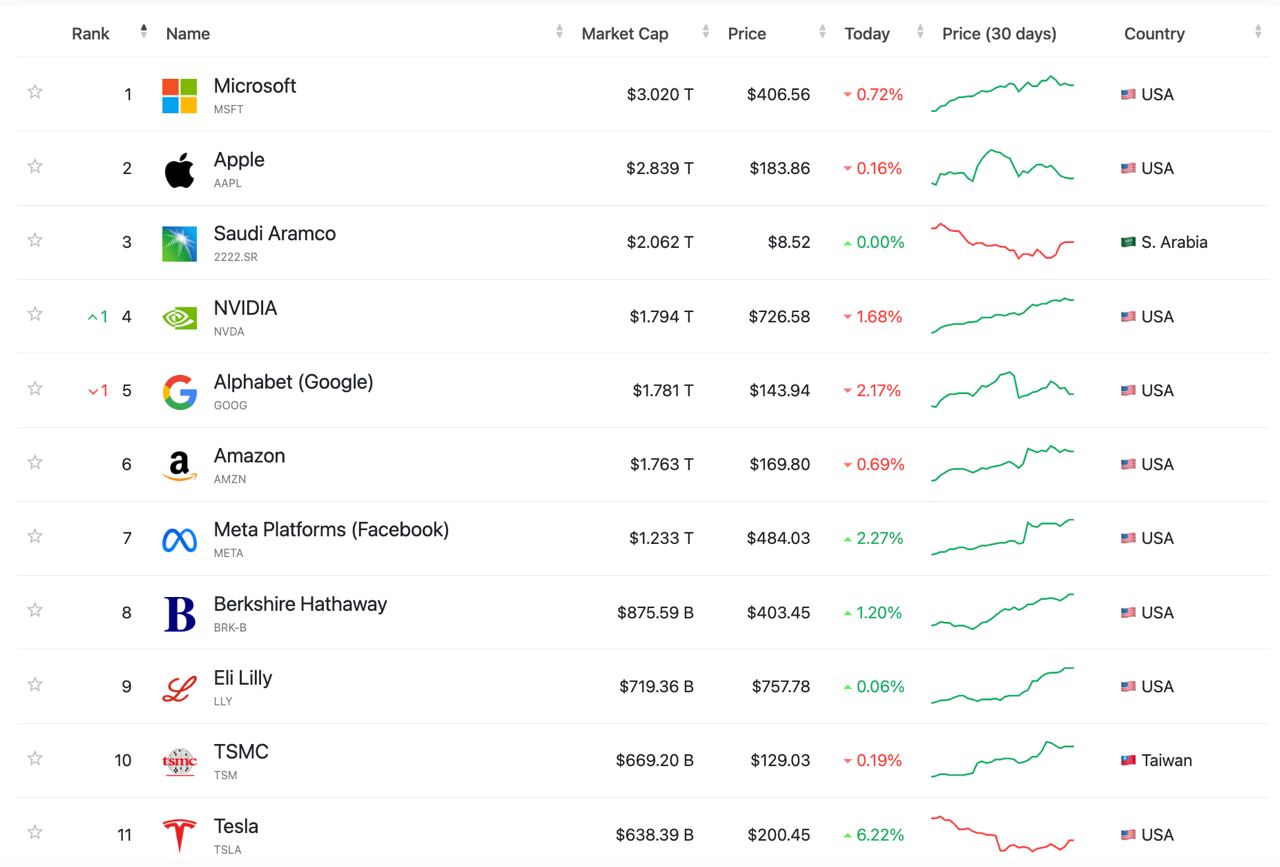 Rank Name Market Cap Price Today Price (30 days) Country
1 Microsoft $3.020 T $406.56 0.72% USA
MSFT
2 Apple $2.839 T $183.86 0.16% USA
AAPL
3 Saudi Aramco $2.062 T $8.52 0.00% S. Arabia
2222.SR
1 4 NVIDIA $1.794 T $726.58 1.68% USA
NVDA
1 5 Alphabet (Google) $1.781 T $143.94 2.17% USA
GOOG
6 a Amazon $1.763 T $169.80 0.69% USA
AMZN
7 Meta Platforms (Facebook) $1.233 T $484.03 2.27% USA
META
8 B Berkshire Hathaway $875.59 B $403.45 1.20% USA
BRK-B
9 Eli Lilly $719.36 B $757.78 0.06% USA
LLY
10 tsmc TSMC $669.20 B $129.03 0.19% Taiwan
TSM
11 Tesla $638.39 B $200.45 6.22% USA
TSLA